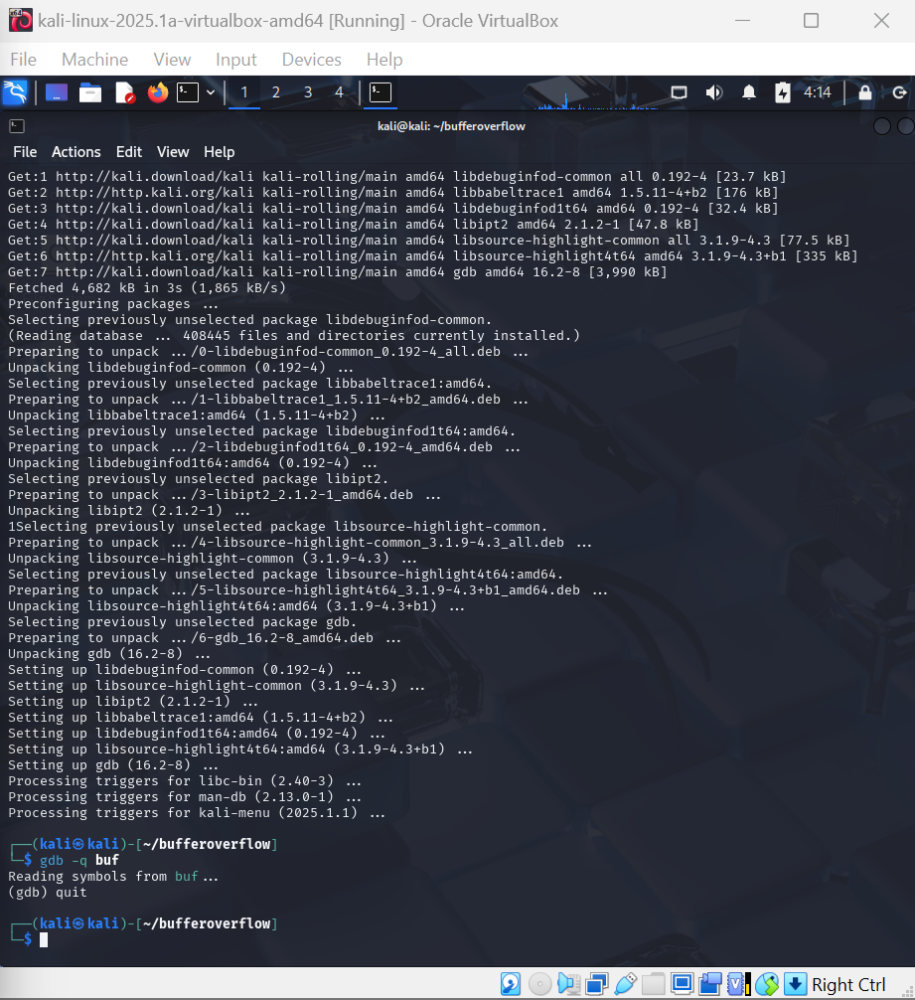 kali-linux-2025.1a-virtualbox-amd64 [Running] - Oracle VirtualBox
File Machine View Input Devices Help
1 2 3 4 4:14
kali@kali: ~/bufferoverflow
File Actions Edit View Help
Get:1 http://kali.download/kali kali-rolling/main amd64 libdebuginfod-common all 0.192-4 [23.7 kB]
Get:2 http://http.kali.org/kali kali-rolling/main amd64 libbabeltrace1 amd64 1.5.11-4+b2 [176 kB]
Get:3 http://kali.download/kali kali-rolling/main amd64 libdebuginfod1t64 amd64 0.192-4 [32.4 kB]
Get:4 http://kali.download/kali kali-rolling/main amd64 libipt2 amd64 2.1.2-1 [47.8 kB]
Get:5 http://kali.download/kali kali-rolling/main amd64 libsource-highlight-common all 3.1.9-4.3 [77.5 kB]
Get:6 http://http.kali.org/kali kali-rolling/main amd64 libsource-highlight4t64 amd64 3.1.9-4.3+b1 [335 kB]
Get:7 http://kali.download/kali kali-rolling/main amd64 gdb amd64 16.2-8 [3,990 kB]
Fetched 4,682 kB in 3s (1,865 kB/s)
Preconfiguring packages ...
Selecting previously unselected package libdebuginfod-common.
(Reading database ... 408445 files and directories currently installed.)
Preparing to unpack .../0-libdebuginfod-common_0.192-4_all.deb ...
Unpacking libdebuginfod-common (0.192-4) ...
Selecting previously unselected package libbabeltrace1:amd64.
Preparing to unpack .../1-libbabeltrace1_1.5.11-4+b2_amd64.deb ...
Unpacking libbabeltrace1:amd64 (1.5.11-4+b2) ...
Selecting previously unselected package libdebuginfod1t64:amd64.
Preparing to unpack .../2-libdebuginfod1t64_0.192-4_amd64.deb ...
Unpacking libdebuginfod1t64:amd64 (0.192-4) ...
Selecting previously unselected package libipt2.
Preparing to unpack .../3-libipt2_2.1.2-1_amd64.deb ...
Unpacking libipt2 (2.1.2-1) ...
1Selecting previously unselected package libsource-highlight-common.
Preparing to unpack .../4-libsource-highlight-common_3.1.9-4.3_all.deb ...
Unpacking libsource-highlight-common (3.1.9-4.3) ...
Selecting previously unselected package libsource-highlight4t64:amd64.
Preparing to unpack .../5-libsource-highlight4t64_3.1.9-4.3+b1_amd64.deb ...
Unpacking libsource-highlight4t64:amd64 (3.1.9-4.3+b1) ...
Selecting previously unselected package gdb.
Preparing to unpack .../6-gdb_16.2-8_amd64.deb ...
Unpacking gdb (16.2-8) ...
Setting up libdebuginfod-common (0.192-4) ...
Setting up libsource-highlight-common (3.1.9-4.3) ...
Setting up libipt2 (2.1.2-1) ...
Setting up libbabeltrace1:amd64 (1.5.11-4+b2) ...
Setting up libdebuginfod1t64:amd64 (0.192-4) ...
Setting up libsource-highlight4t64:amd64 (3.1.9-4.3+b1) ...
Setting up gdb (16.2-8) ...
Processing triggers for libc-bin (2.40-3) ...
Processing triggers for man-db (2.13.0-1) ...
Processing triggers for kali-menu (2025.1.1) ...
┌──(kali㉿kali)-[~/bufferoverflow]
└─$ gdb -q buf
Reading symbols from buf...
(gdb) quit
┌──(kali㉿kali)-[~/bufferoverflow]
└─$
Right Ctrl